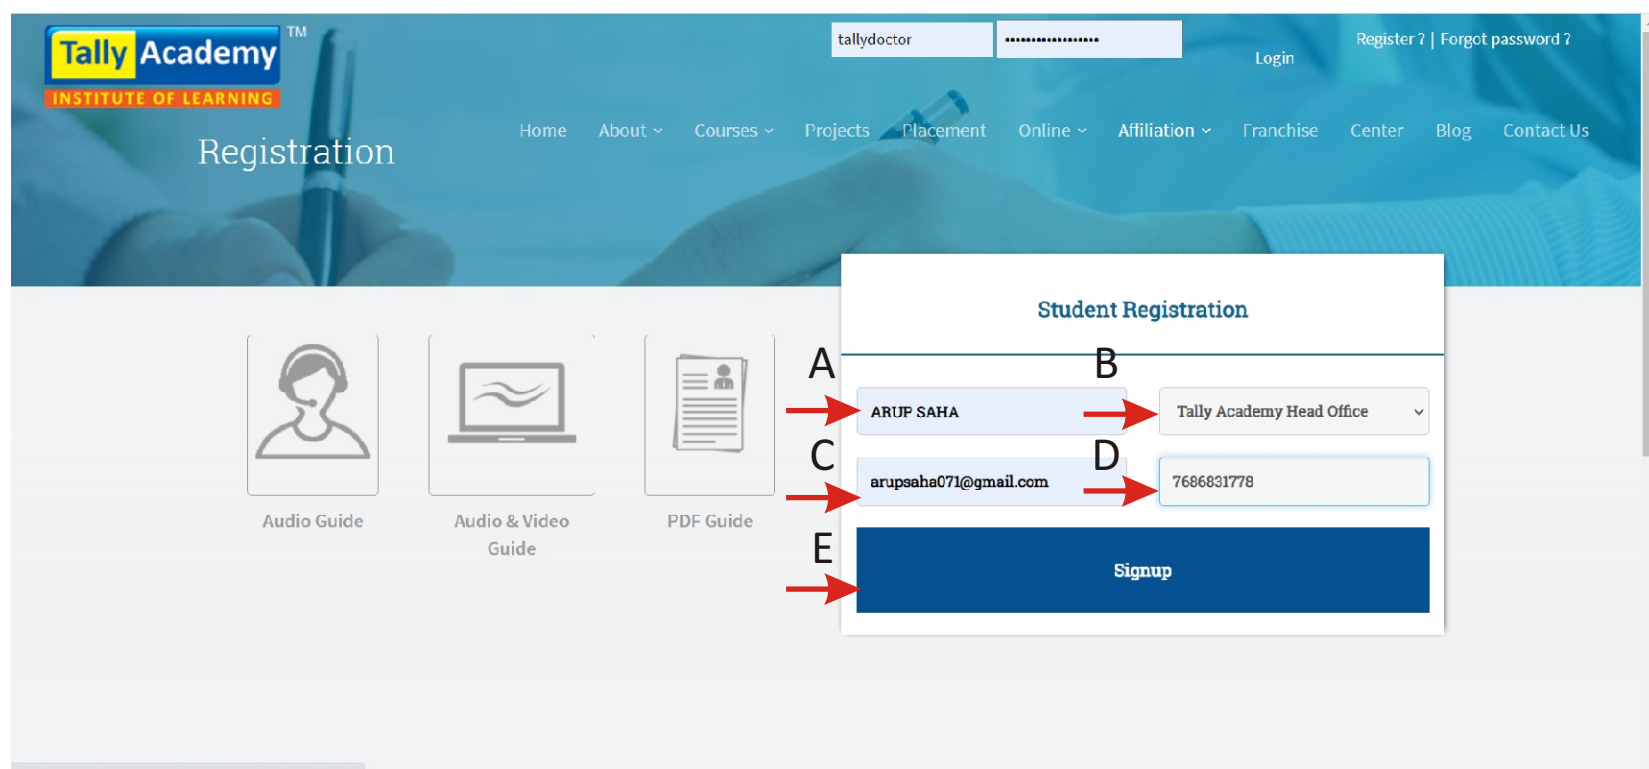 Tally Academy TM
INSTITUTE OF LEARNING
tallydoctor ••••••••••••••••••
Login
Register ? | Forgot password ?
Home About Courses Projects Placement Online Affiliation Franchise Center Blog Contact Us
Registration
Student Registration
A
ARUP SAHA
B
Tally Academy Head Office
C
arupsaha071@gmail.com
D
7686831778
E
Signup
Audio Guide
Audio & Video
Guide
PDF Guide